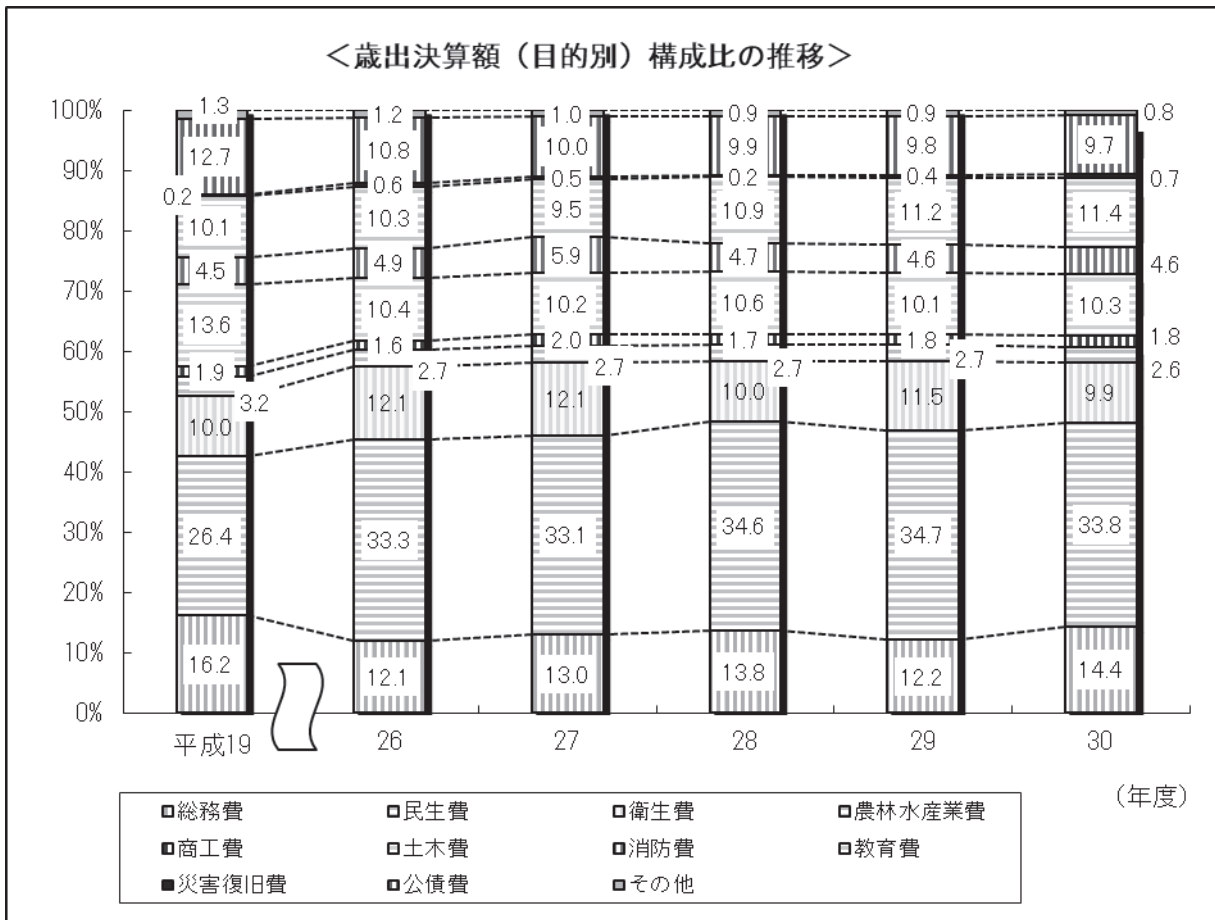 ＜歳出決算額（目的別）構成比の推移＞
100% 1.3 1.2 1.0 0.9 0.9 0.8
12.7 10.8 10.0 9.9 9.8 9.7
90%
0.2 0.6 0.5 0.2 0.4 0.7
10.1 10.3 9.5 10.9 11.2 11.4
80%
4.5 4.9 5.9 4.7 4.6 4.6
70%
13.6 10.4 10.2 10.6 10.1 10.3
60%
1.9 1.6 2.0 1.7 1.8 1.8
3.2 2.7 2.7 2.7 2.7 2.6
50%
10.0 12.1 12.1 10.0 11.5 9.9
40%
30%
26.4 33.3 33.1 34.6 34.7 33.8
20%
10%
16.2 12.1 13.0 13.8 12.2 14.4
0%
平成19 26 27 28 29 30
（年度）
総務費 民生費 衛生費 農林水産業費
商工費 土木費 消防費 教育費
災害復旧費 公債費 その他